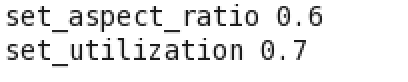 set_aspect_ratio 0.6
set_utilization 0.7